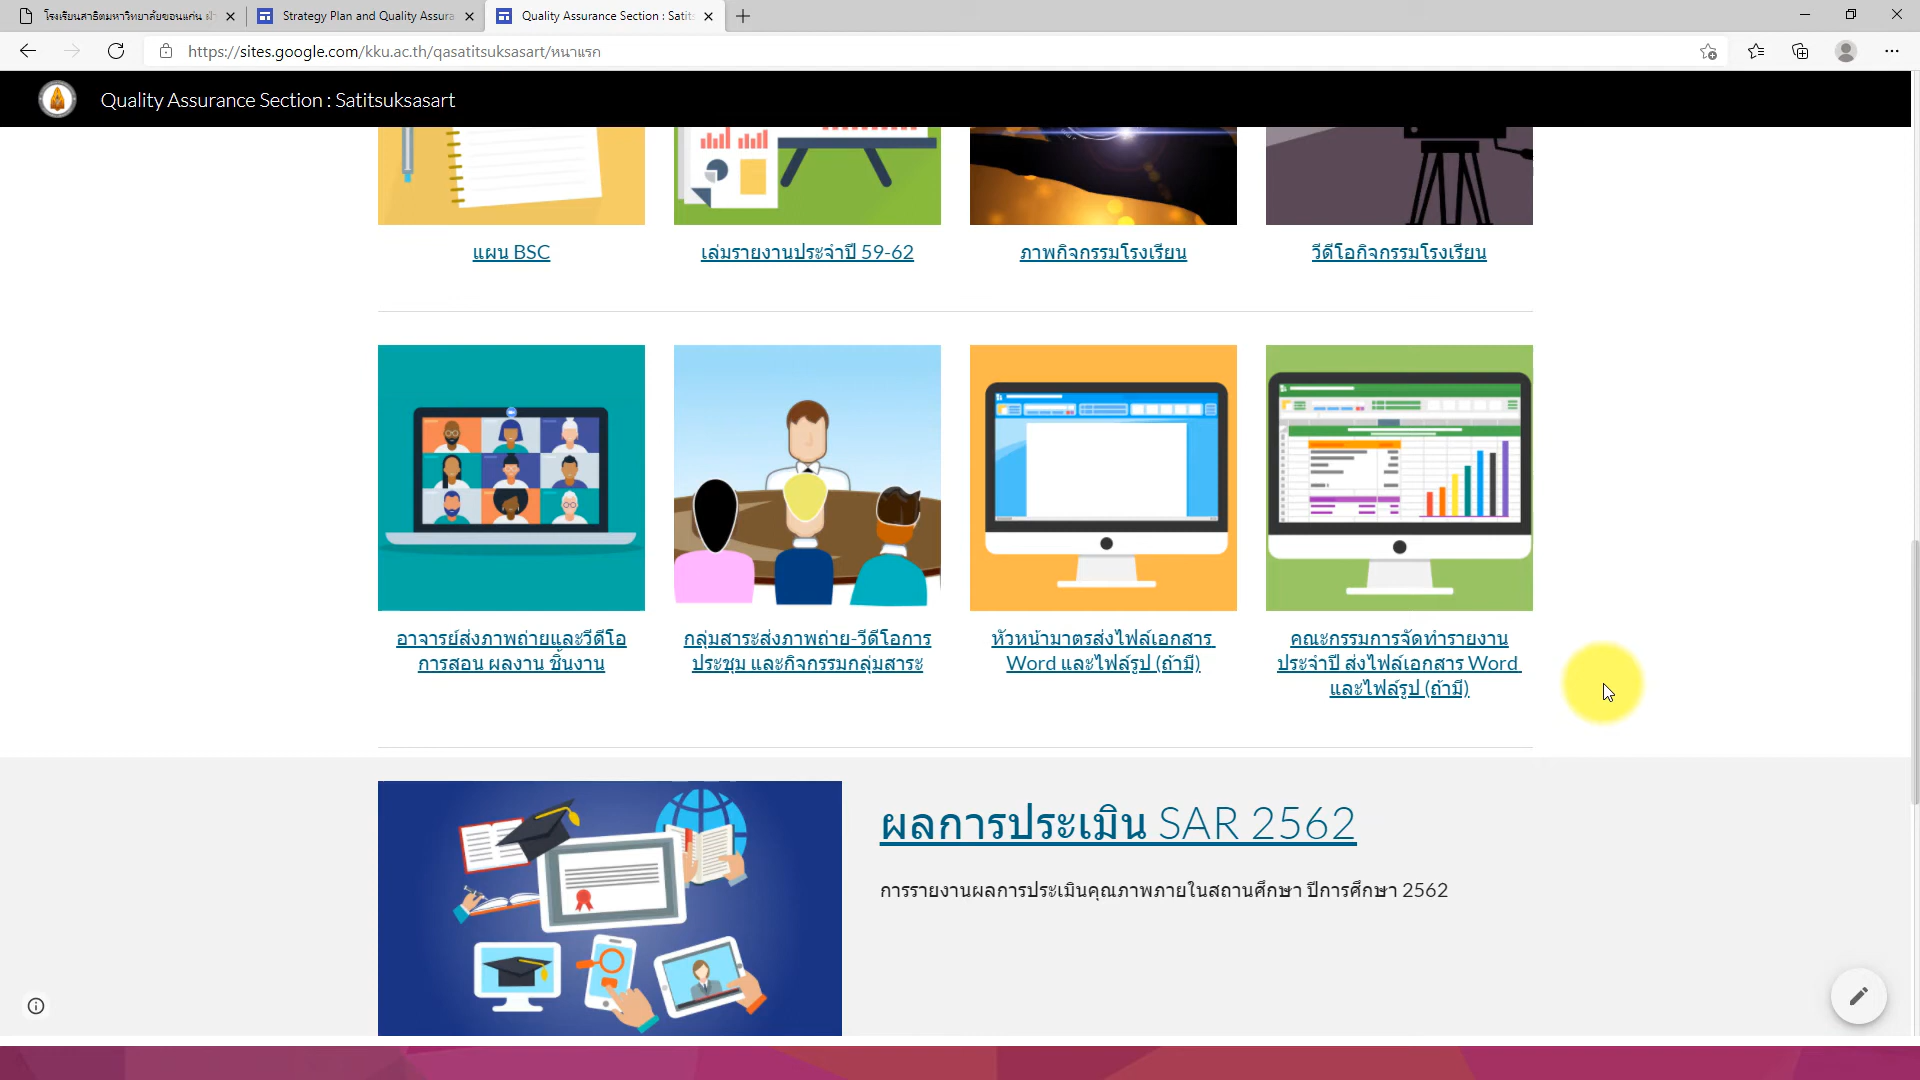 โรงเรียนสาธิตมหาวิทยาลัยขอนแก่น
Strategy Plan and Quality Assura
Quality Assurance Section : Satits
https://sites.google.com/kku.ac.th/qasatitsuksasart/หน้าแรก
Quality Assurance Section : Satitsuksasart
แผน BSC
เล่มรายงานประจำปี 59-62
ภาพกิจกรรมโรงเรียน
วีดีโอกิจกรรมโรงเรียน
อาจารย์ส่งภาพถ่ายและวีดีโอ
การสอน ผลงาน ชิ้นงาน
กลุ่มสาระส่งภาพถ่าย-วีดีโอการ
ประชุม และกิจกรรมกลุ่มสาระ
หัวหน้ามาตรส่งไฟล์เอกสาร
Word และไฟล์รูป (ถ้ามี)
คณะกรรมการจัดทำรายงาน
ประจำปี ส่งไฟล์เอกสาร Word
และไฟล์รูป (ถ้ามี)
ผลการประเมิน SAR 2562
การรายงานผลการประเมินคุณภาพภายในสถานศึกษา ปีการศึกษา 2562